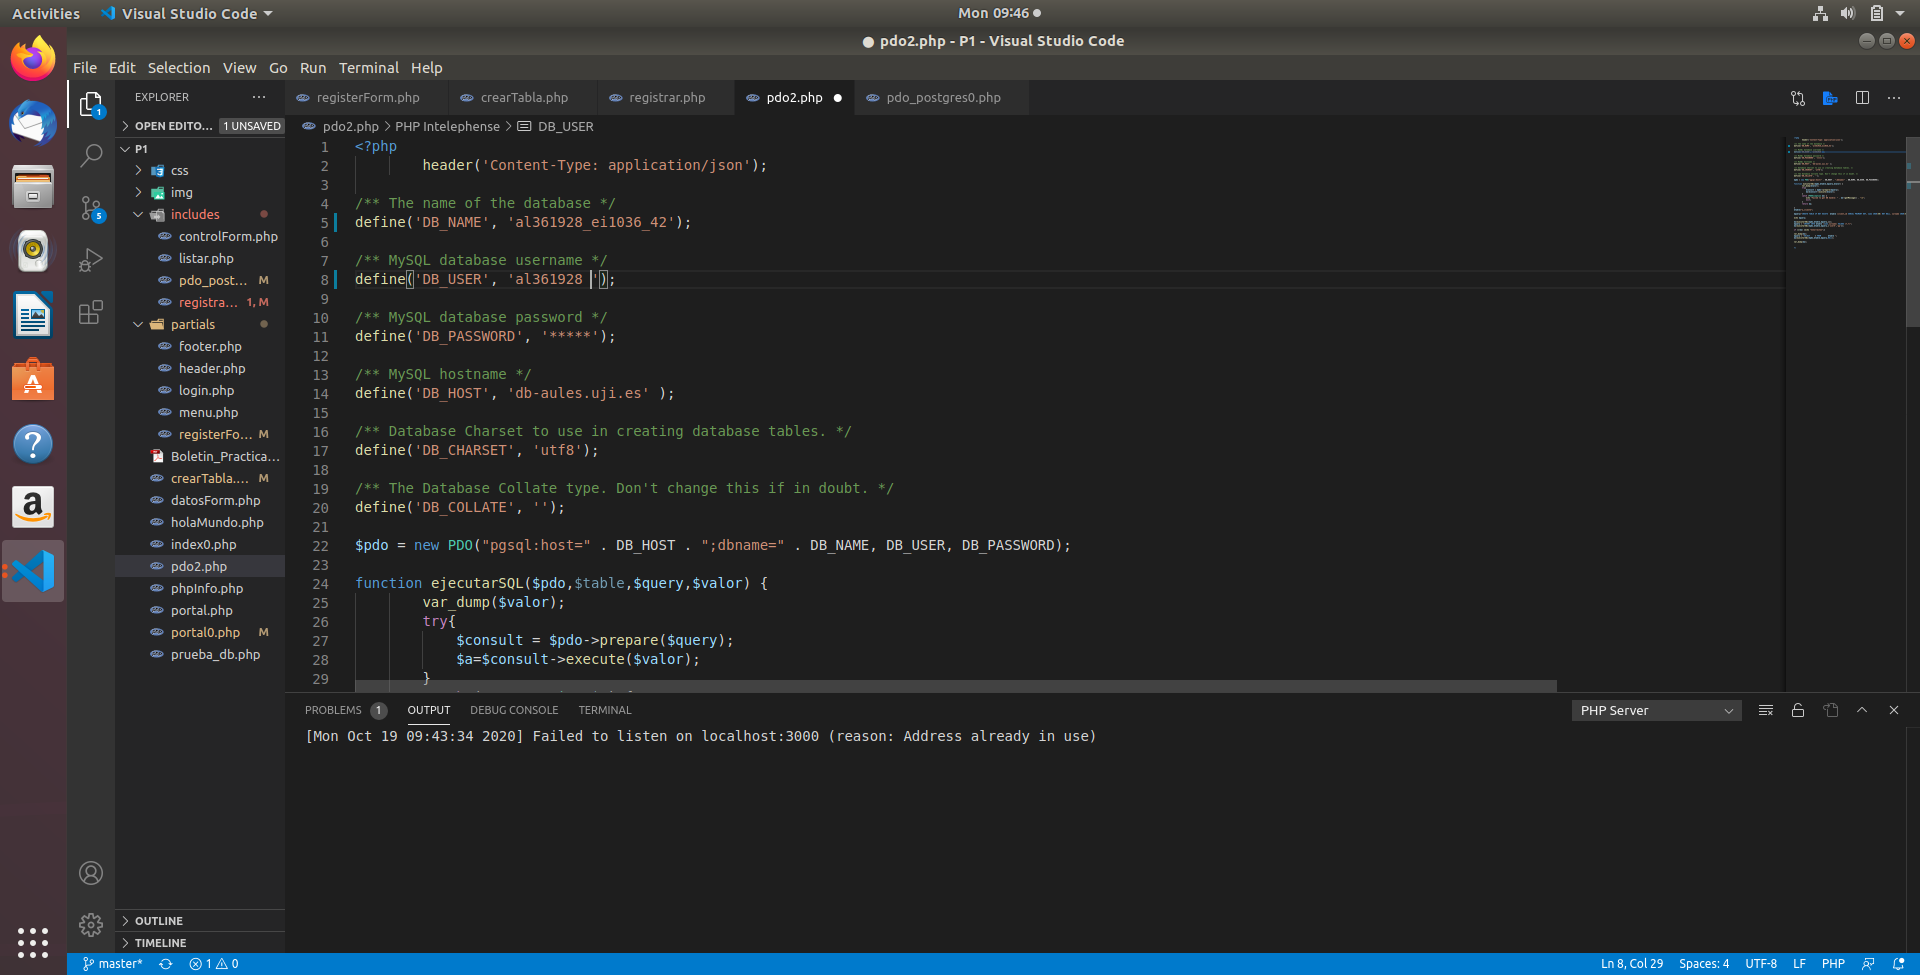 Activities Visual Studio Code Mon 09:46
pdo2.php - P1 - Visual Studio Code
File Edit Selection View Go Run Terminal Help
EXPLORER
registerForm.php crearTabla.php registrar.php pdo2.php pdo_postgres0.php
OPEN EDITO... 1 UNSAVED
P1
css
img
includes
controlForm.php
listar.php
pdo_post... M
registra... 1, M
partials
footer.php
header.php
login.php
menu.php
registerFo... M
Boletin_Practica...
crearTabla.... M
datosForm.php
holaMundo.php
index0.php
pdo2.php
phpInfo.php
portal.php
portal0.php M
prueba_db.php
OUTLINE
TIMELINE
1
5
pdo2.php > PHP Intelephense > DB_USER
1 <?php
2 header('Content-Type: application/json');
3
4 /** The name of the database */
5 define('DB_NAME', 'al361928_ei1036_42');
6
7 /** MySQL database username */
8 define('DB_USER', 'al361928 ');
9
10 /** MySQL database password */
11 define('DB_PASSWORD', '*****');
12
13 /** MySQL hostname */
14 define('DB_HOST', 'db-aules.uji.es' );
15
16 /** Database Charset to use in creating database tables. */
17 define('DB_CHARSET', 'utf8');
18
19 /** The Database Collate type. Don't change this if in doubt. */
20 define('DB_COLLATE', '');
21
22 $pdo = new PDO("pgsql:host=" . DB_HOST . ";dbname=" . DB_NAME, DB_USER, DB_PASSWORD);
23
24 function ejecutarSQL($pdo,$table,$query,$valor) {
25 var_dump($valor);
26 try{
27 $consult = $pdo->prepare($query);
28 $a=$consult->execute($valor);
29 }
PROBLEMS 1 OUTPUT DEBUG CONSOLE TERMINAL PHP Server
[Mon Oct 19 09:43:34 2020] Failed to listen on localhost:3000 (reason: Address already in use)
master* 1 0 Ln 8, Col 29 Spaces: 4 UTF-8 LF PHP